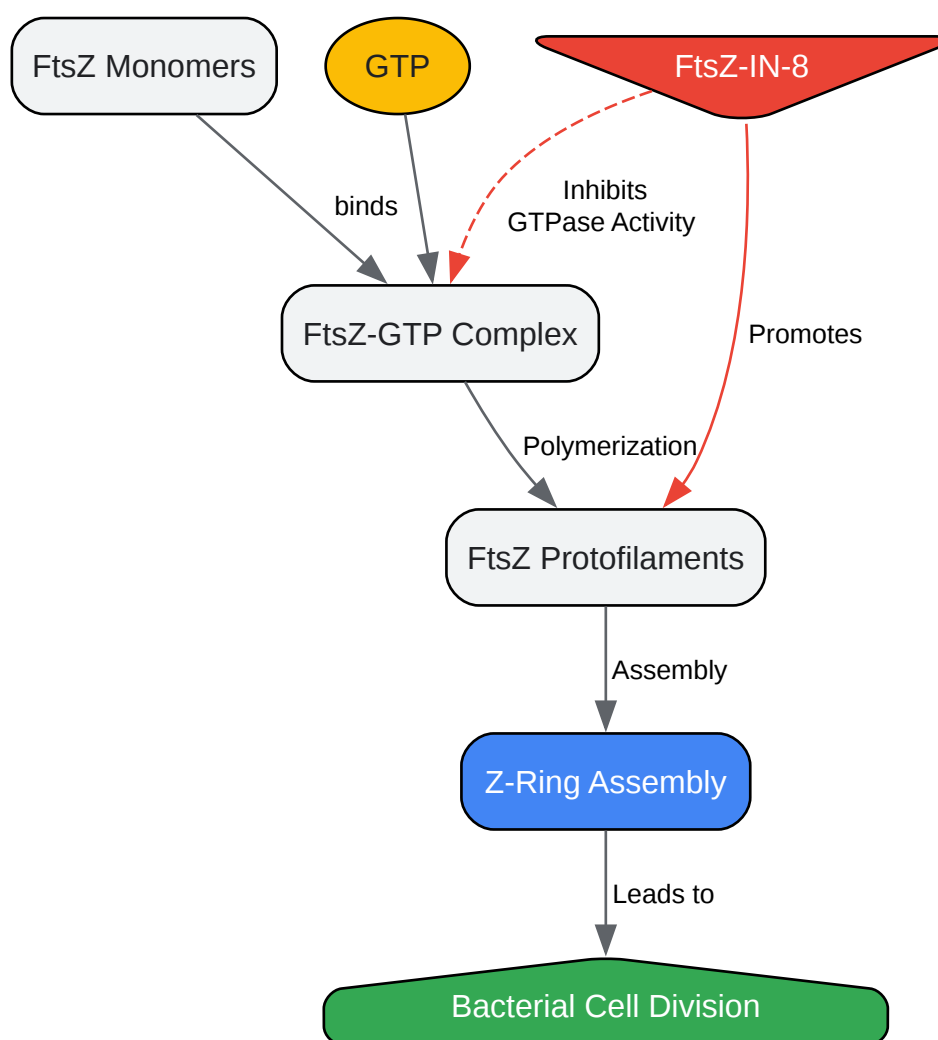 FtsZ Monomers
GTP
FtsZ-IN-8
binds
Inhibits
GTPase Activity
FtsZ-GTP Complex
Promotes
Polymerization
FtsZ Protofilaments
Assembly
Z-Ring Assembly
Leads to
Bacterial Cell Division